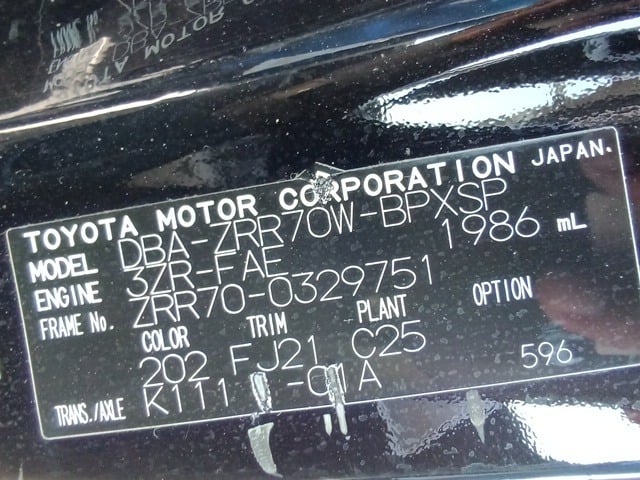 TOYOTA MOTOR CORPORATION JAPAN.
MODEL DBA-ZRR70W-BPXSP
ENGINE 3ZR-FAE 1986 mL
FRAME No. ZRR70-0329751
COLOR TRIM PLANT OPTION
202 FJ21 C25
TRANS./AXLE K111 -01A 596